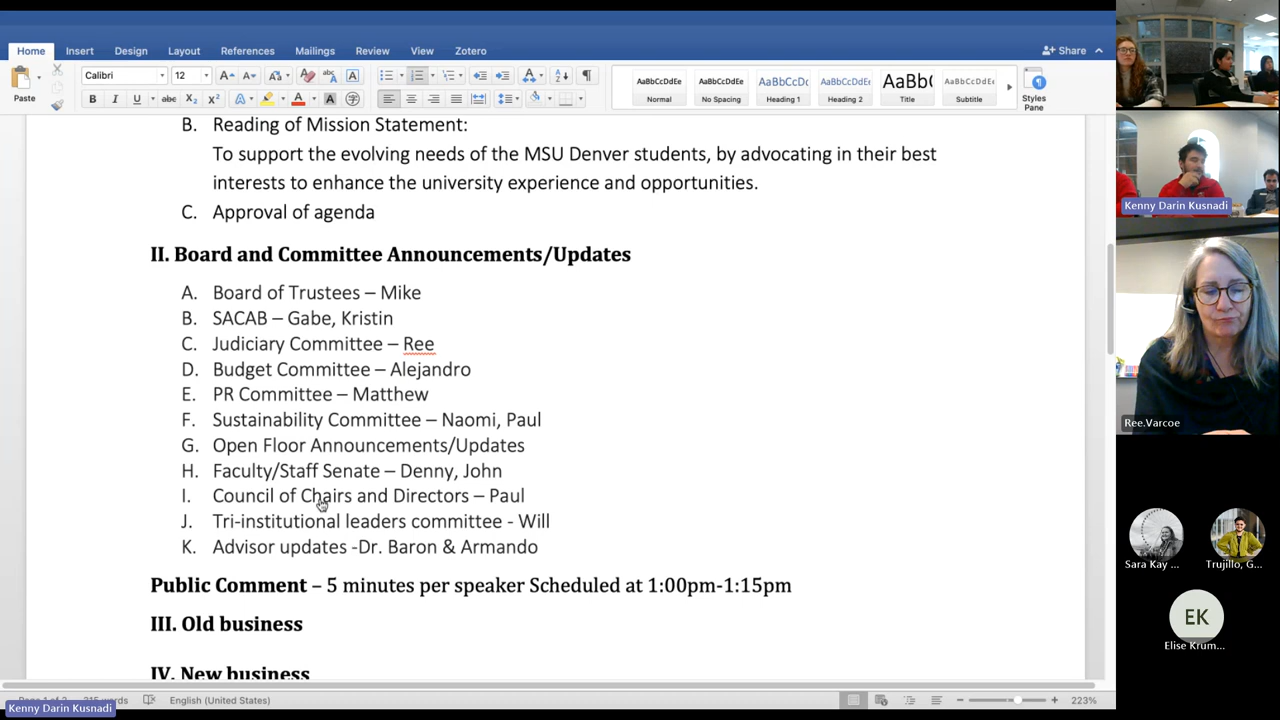 Home Insert Design Layout References Mailings Review View Zotero Share
Paste Calibri 12 AaBbCcDdEe AaBbCcDdEe AaBbCcDc AaBbCcDdEe AaBb( AaBbCcDdEe
B I U abc X₂ X² A A Normal No Spacing Heading 1 Heading 2 Title Subtitle Styles Pane
B. Reading of Mission Statement:
To support the evolving needs of the MSU Denver students, by advocating in their best
interests to enhance the university experience and opportunities.
C. Approval of agenda
II. Board and Committee Announcements/Updates
A. Board of Trustees – Mike
B. SACAB – Gabe, Kristin
C. Judiciary Committee – Ree
D. Budget Committee – Alejandro
E. PR Committee – Matthew
F. Sustainability Committee – Naomi, Paul
G. Open Floor Announcements/Updates
H. Faculty/Staff Senate – Denny, John
I. Council of Chairs and Directors – Paul
J. Tri-institutional leaders committee - Will
K. Advisor updates -Dr. Baron & Armando
Public Comment – 5 minutes per speaker Scheduled at 1:00pm-1:15pm
III. Old business
IV. New business
English (United States) 223%
Kenny Darin Kusnadi
Kenny Darin Kusnadi
Ree.Varcoe
Sara Kay ... Trujillo, G...
EK
Elise Krum...